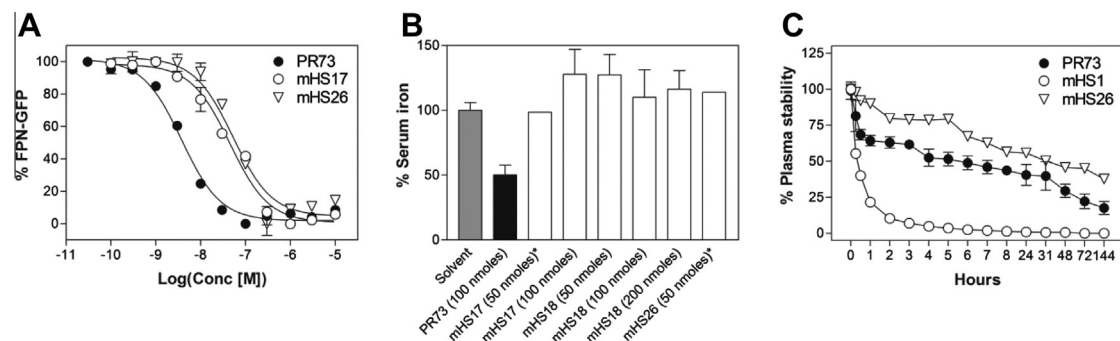 A
% FPN-GFP
100
80
60
40
20
0
-11 -10 -9 -8 -7 -6 -5 -4
Log(Conc [M])
PR73
mHS17
mHS26
B
% Serum iron
150
100
50
0
Solvent
PR73 (100 nmoles)
mHS17 (50 nmoles)*
mHS17 (100 nmoles)
mHS18 (50 nmoles)
mHS18 (100 nmoles)
mHS18 (200 nmoles)
mHS26 (50 nmoles)*
C
% Plasma stability
125
100
75
50
25
0
0 1 2 3 4 5 6 7 8 24 31 48 72 144
Hours
PR73
mHS1
mHS26